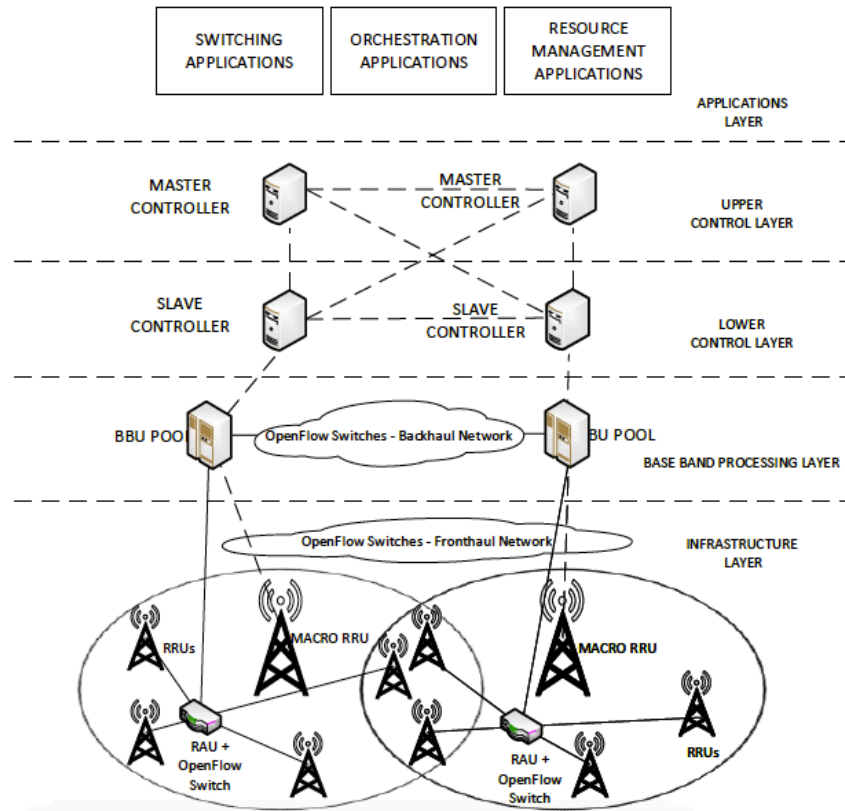 SWITCHING
APPLICATIONS
ORCHESTRATION
APPLICATIONS
RESOURCE
MANAGEMENT
APPLICATIONS
APPLICATIONS
LAYER
MASTER
CONTROLLER
MASTER
CONTROLLER
UPPER
CONTROL LAYER
SLAVE
CONTROLLER
SLAVE
CONTROLLER
LOWER
CONTROL LAYER
BBU POOL
OpenFlow Switches - Backhaul Network
BU POOL
BASE BAND PROCESSING LAYER
OpenFlow Switches - Fronthaul Network
INFRASTRUCTURE
LAYER
RRUs
MACRO RRU
MACRO RRU
RAU +
OpenFlow
Switch
RAU +
OpenFlow
Switch
RRUs